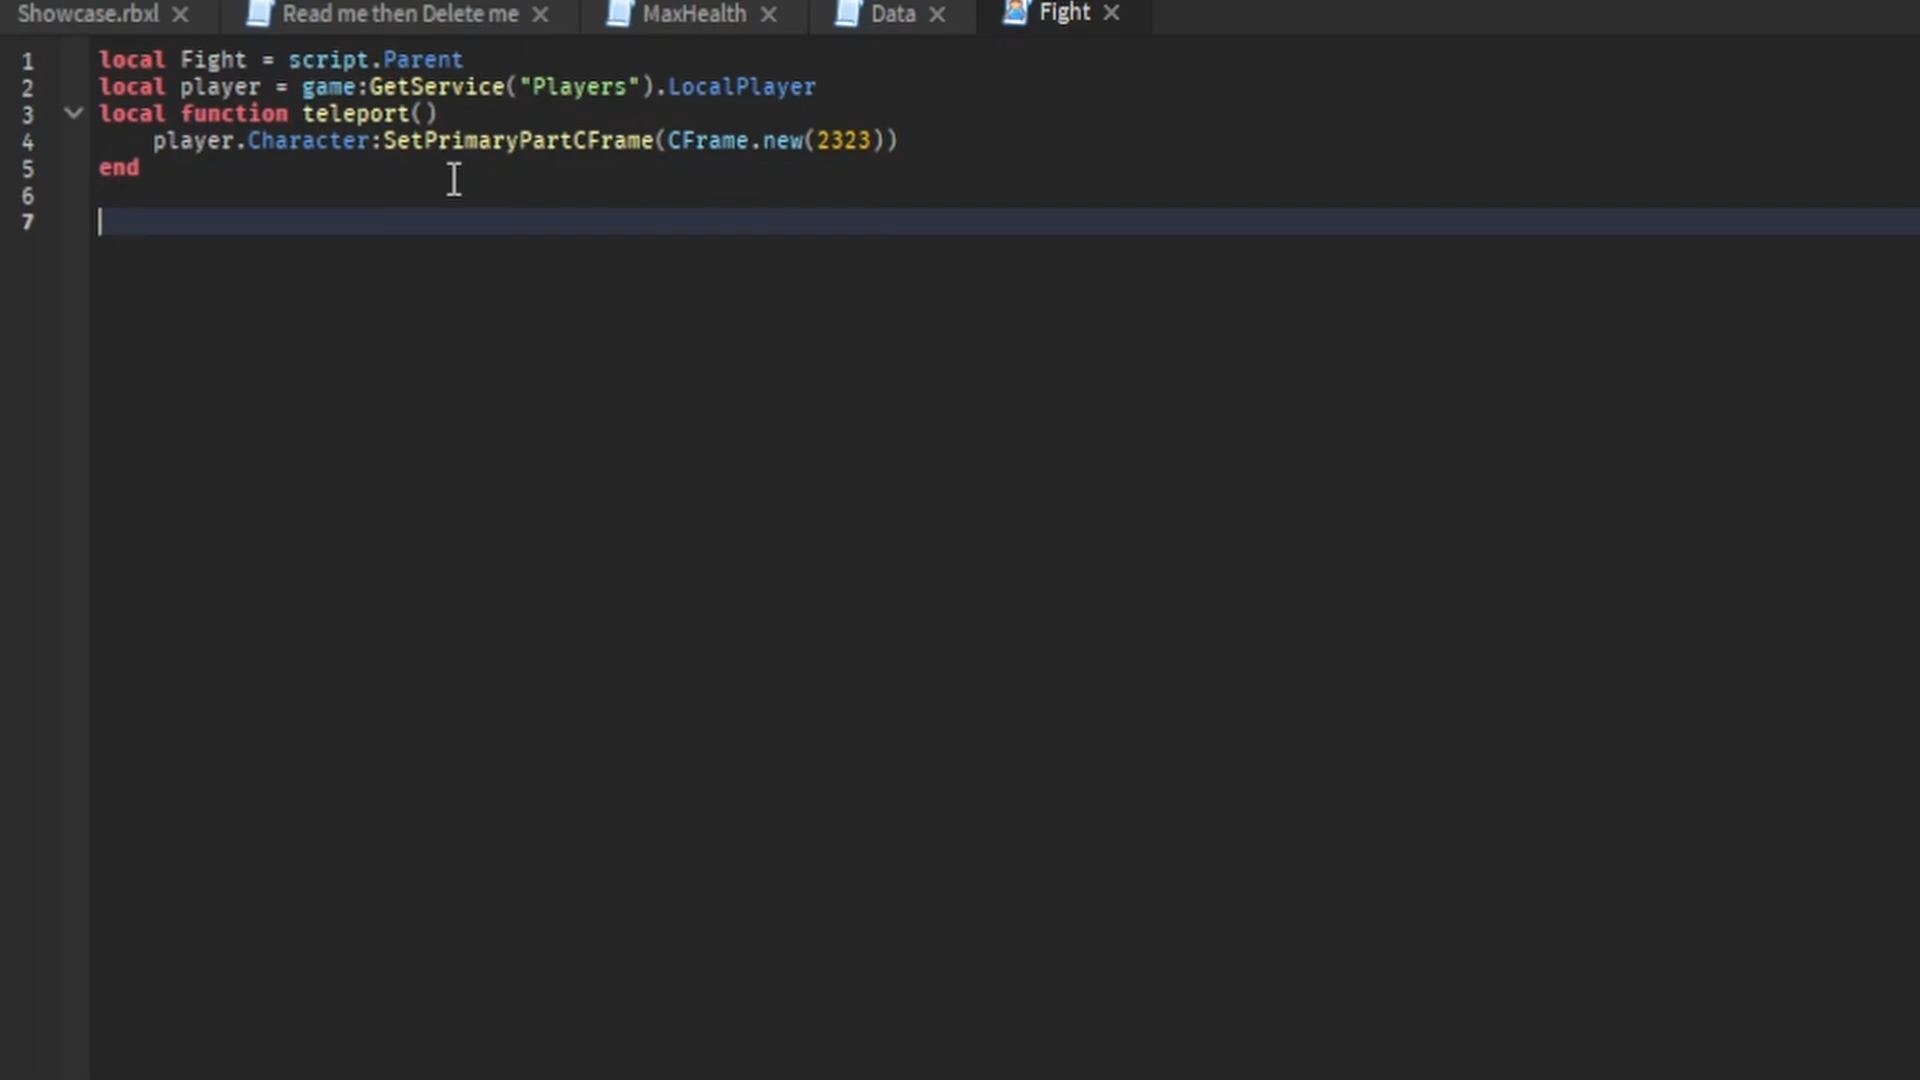 Showcase.rbxl Read me then Delete me MaxHealth Data Fight
1 local Fight = script.Parent
2 local player = game:GetService("Players").LocalPlayer
3 local function teleport()
4 player.Character:SetPrimaryPartCFrame(CFrame.new(2323))
5 end
6
7